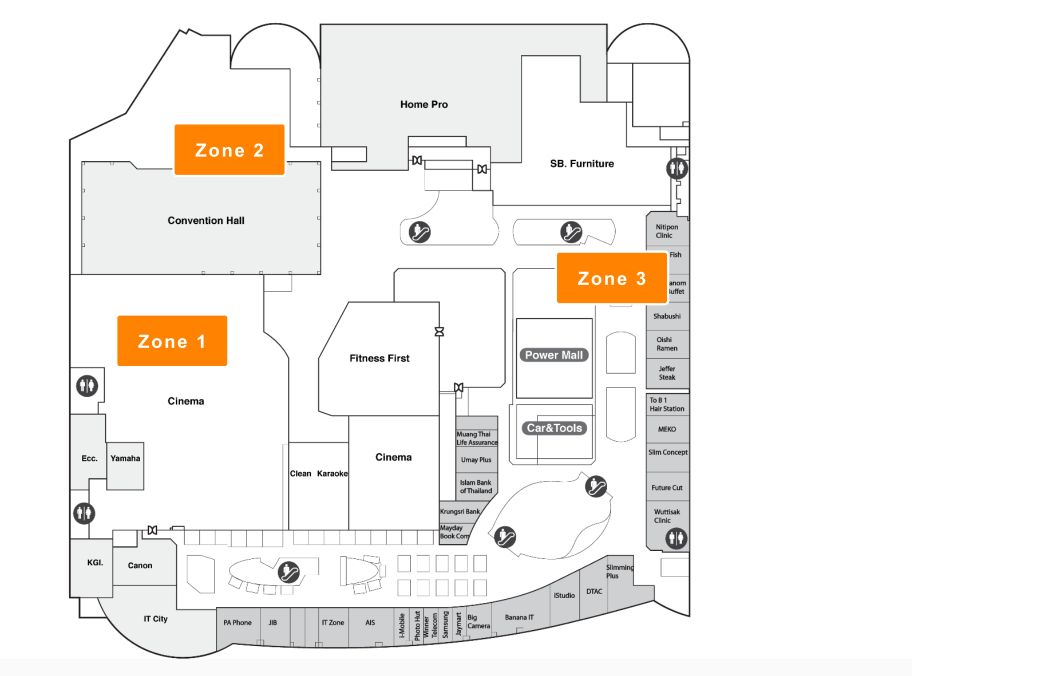 Home Pro
Zone 2
SB. Furniture
Convention Hall
Nitipon
Clinic
Fish
Zone 3
anom
uffet
Shabushi
Zone 1
Oishi
Ramen
Fitness First
Power Mall
Jeffer
Steak
Cinema
To B 1
Hair Station
Car&Tools
MEKO
Muang Thai
Life Assurance
Ecc.
Yamaha
Clean Karaoke
Cinema
Umay Plus
Slim Concept
Islam Bank
of Thailand
Future Cut
Krungsri Bank
Wuttisak
Clinic
Mayday
Book Com
KGI.
Canon
Slimming
Plus
DTAC
IStudio
IT City
PA Phone
JIB
IT Zone
AIS
I-Mobile
Photo Hut
Winner
Telecom
Samsung
Jaymart
Big
Camera
Banana IT